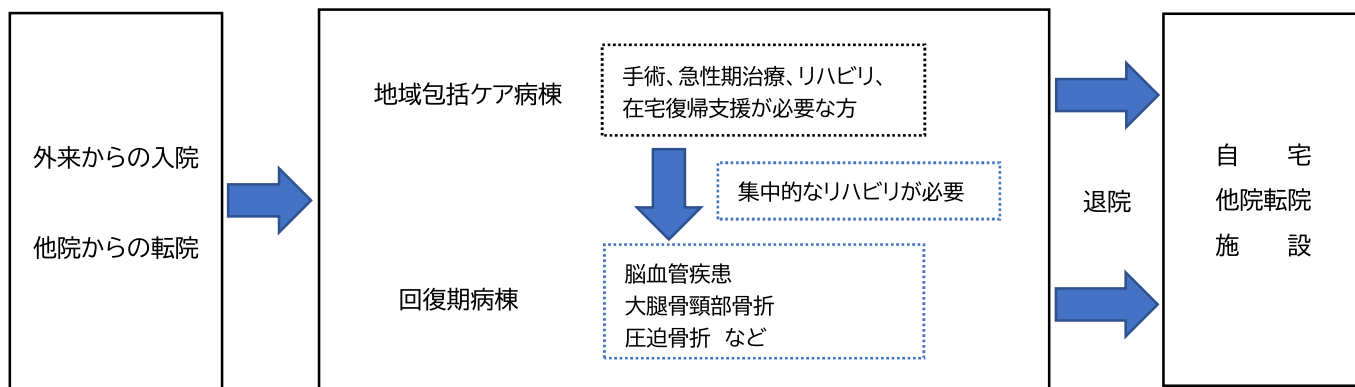 外来からの入院
他院からの転院
地域包括ケア病棟
手術、急性期治療、リハビリ、
在宅復帰支援が必要な方
集中的なリハビリが必要
回復期病棟
脳血管疾患
大腿骨頸部骨折
圧迫骨折 など
退院
自　　宅
他院転院
施　　設